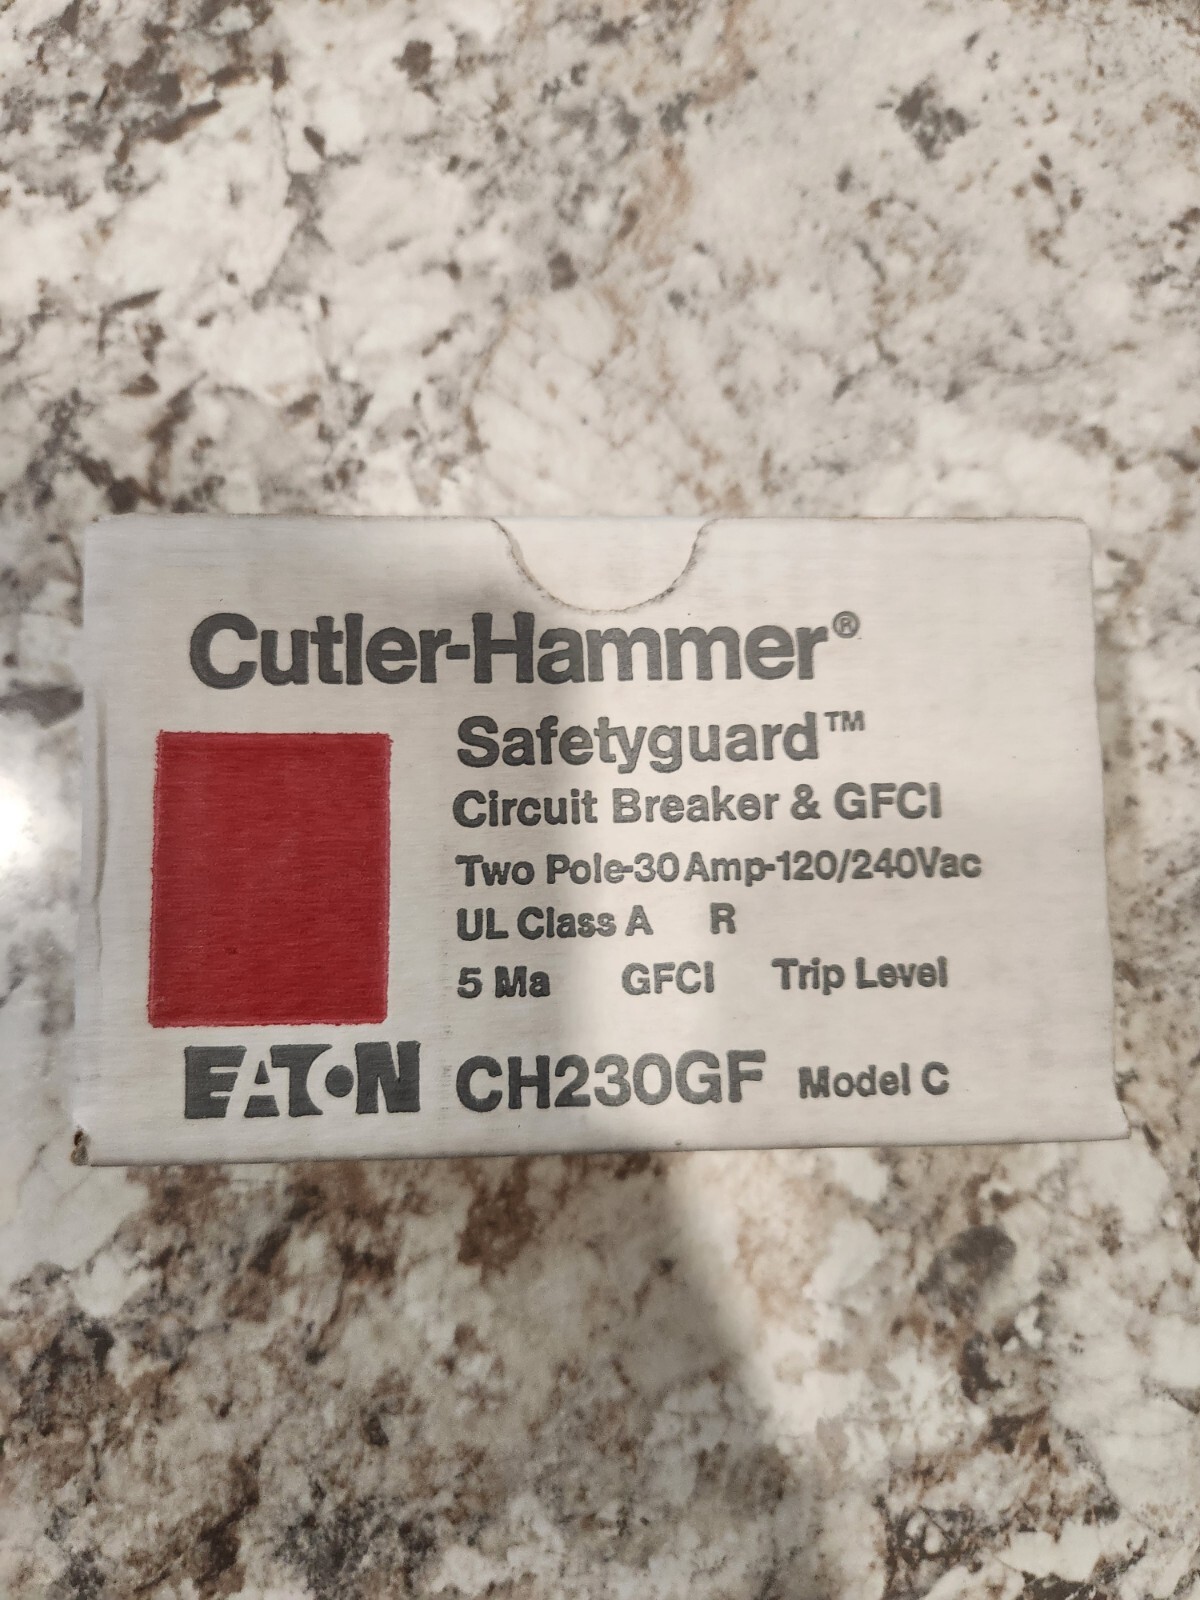 Cutler-Hammer®
Safetyguard™
Circuit Breaker & GFCI
Two Pole-30 Amp-120/240Vac
UL Class A R
5 Ma GFCI Trip Level
EATON CH230GF Model C